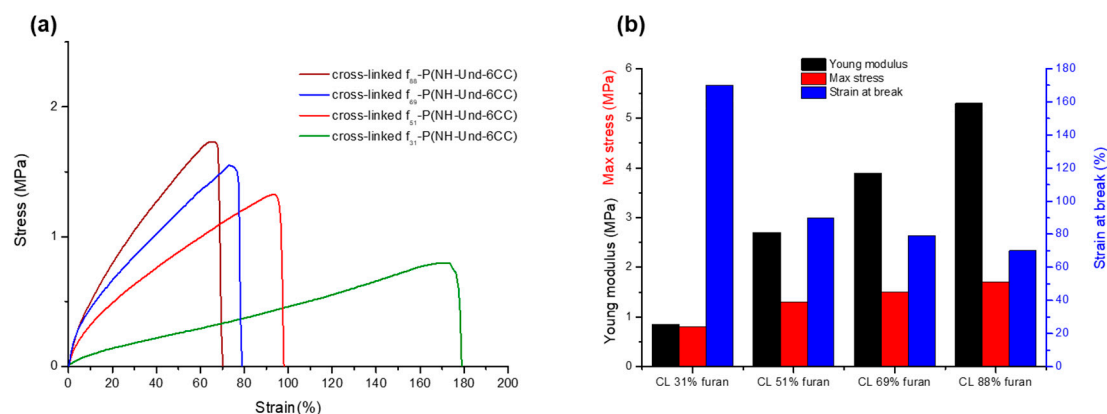 (a)
Stress (MPa)
2
1
0
cross-linked f88-P(NH-Und-6CC)
cross-linked f69-P(NH-Und-6CC)
cross-linked f51-P(NH-Und-6CC)
cross-linked f31-P(NH-Und-6CC)
0 20 40 60 80 100 120 140 160 180 200
Strain(%)
(b)
Young modulus (MPa)
Max stress (MPa)
6
5
4
3
2
1
0
Young modulus
Max stress
Strain at break
180
160
140
120
100
80
60
40
20
0
Strain at break (%)
CL 31% furan CL 51% furan CL 69% furan CL 88% furan